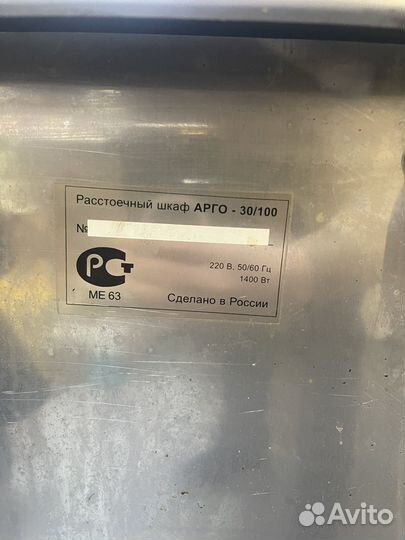 Расстоечный шкаф АРГО - 30/100
№
РСТ
220 В, 50/60 Гц
1400 Вт
МЕ 63
Сделано в России
Avito